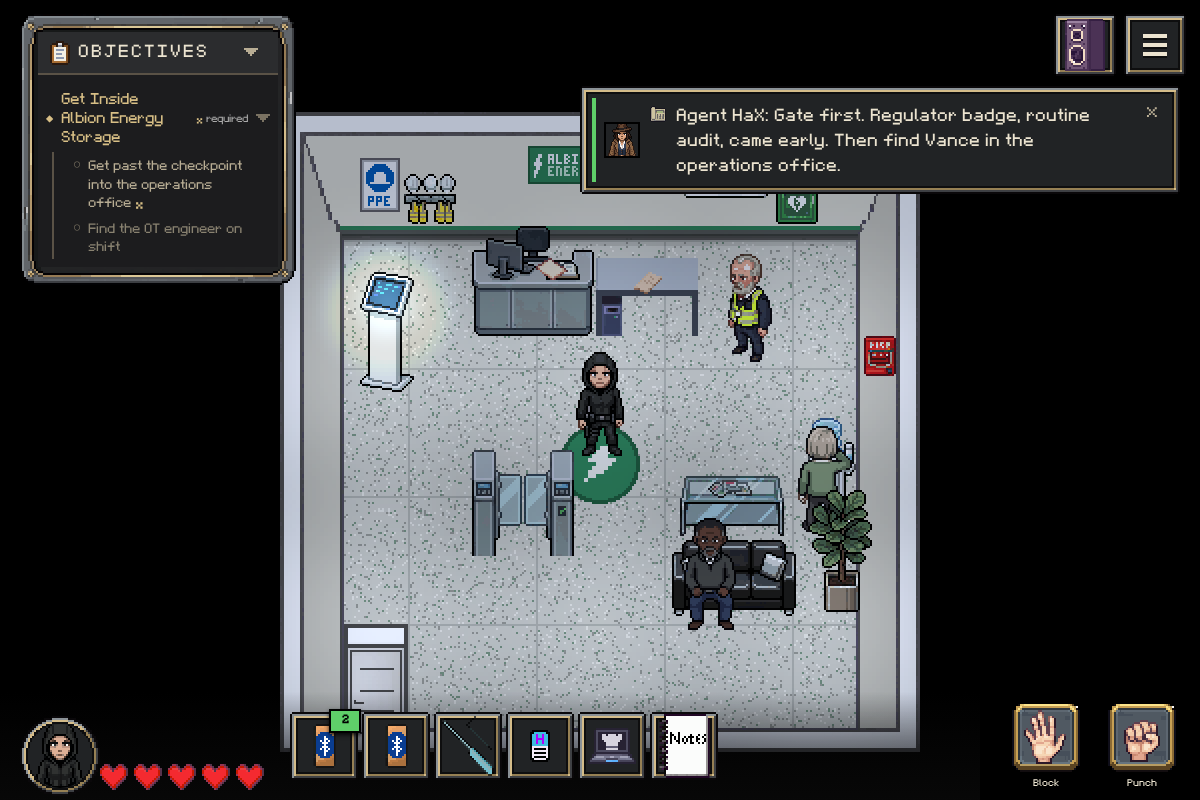 OBJECTIVES
Get Inside
Albion Energy
Storage
x required
Get past the checkpoint
into the operations
office x
Find the OT engineer on
shift
Agent HaX: Gate first. Regulator badge, routine
audit, came early. Then find Vance in the
operations office.
PPE
ALBI
ENER
2
H
Notes
Block
Punch